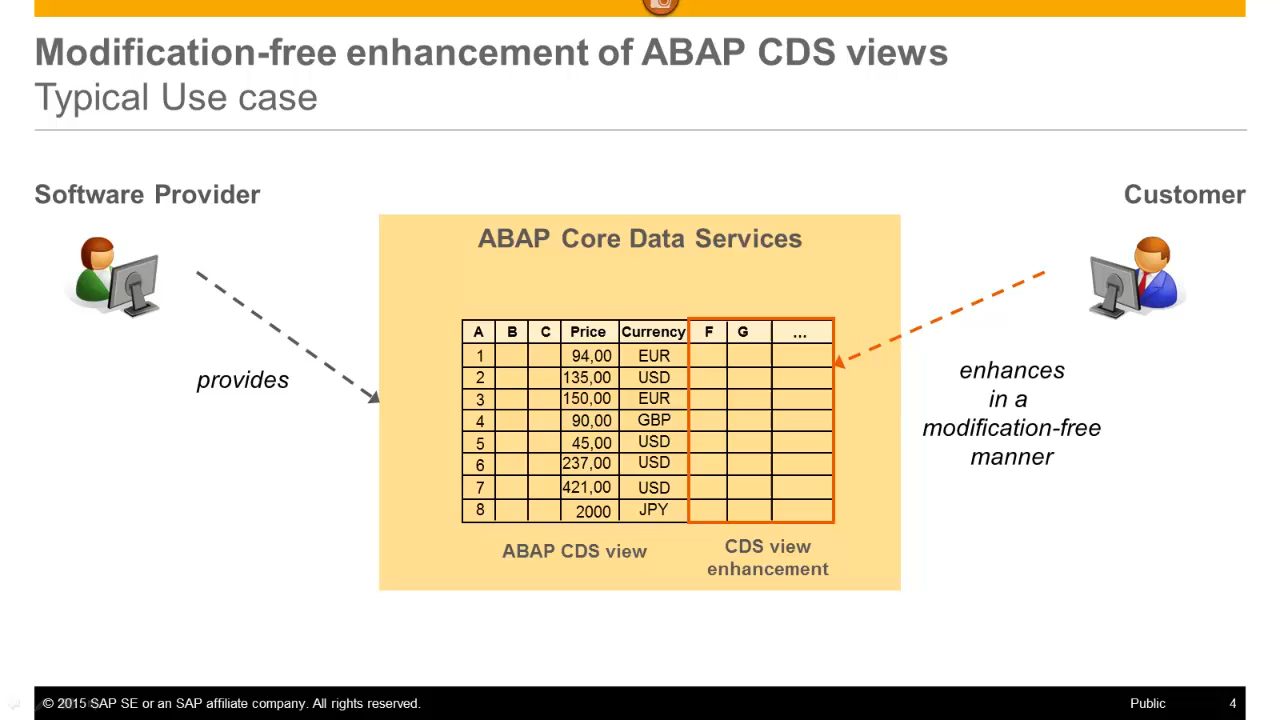 Modification-free enhancement of ABAP CDS views
Typical Use case
Software Provider
Customer
provides
ABAP Core Data Services
A B C Price Currency F G ...
1 94,00 EUR
2 135,00 USD
3 150,00 EUR
4 90,00 GBP
5 45,00 USD
6 237,00 USD
7 421,00 USD
8 2000 JPY
ABAP CDS view
CDS view
enhancement
enhances
in a
modification-free
manner
© 2015 SAP SE or an SAP affiliate company. All rights reserved.
Public
4